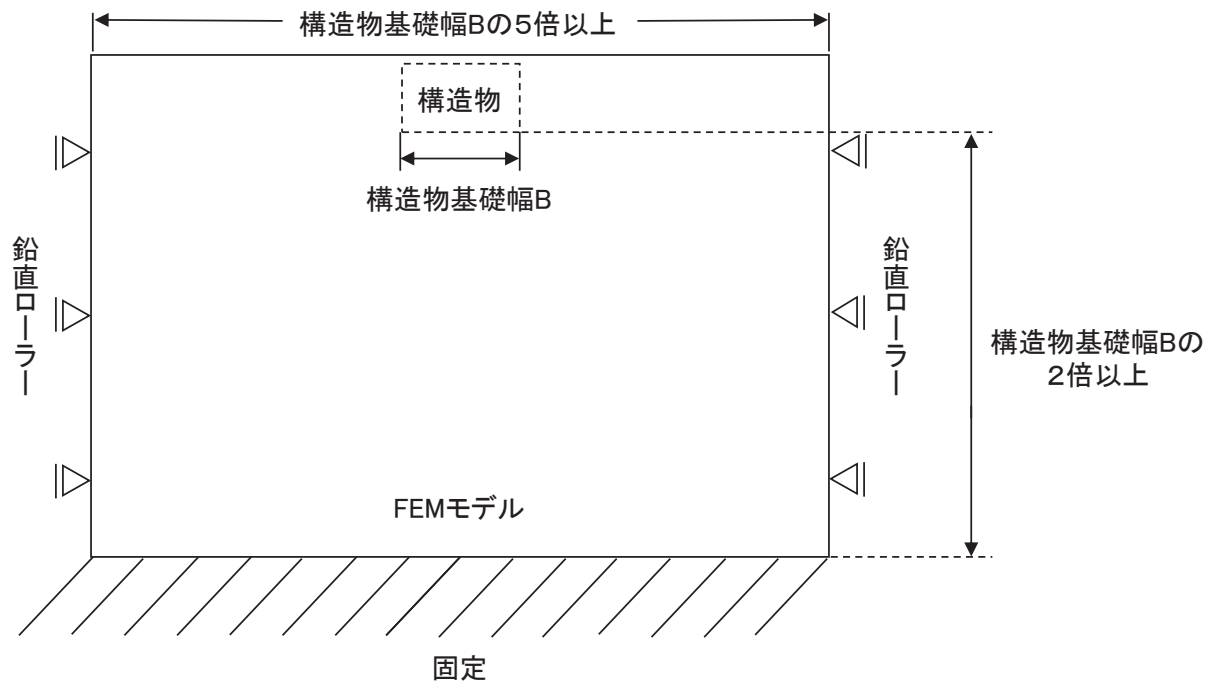 構造物基礎幅Bの5倍以上
構造物
構造物基礎幅B
鉛直ローラー
鉛直ローラー
構造物基礎幅Bの
2倍以上
FEMモデル
固定